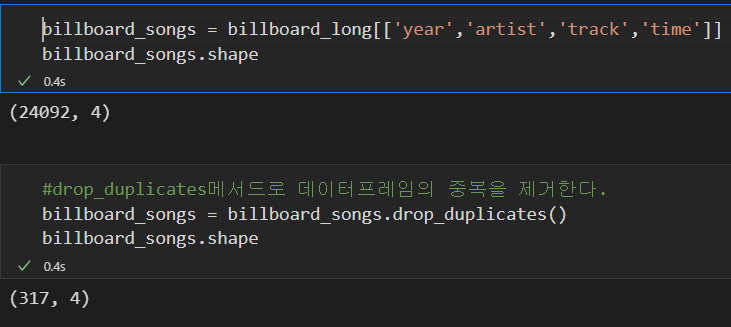 billboard_songs = billboard_long[['year','artist','track','time']]
billboard_songs.shape
0.4s
(24092, 4)
#drop_duplicates메서드로 데이터프레임의 중복을 제거한다.
billboard_songs = billboard_songs.drop_duplicates()
billboard_songs.shape
0.4s
(317, 4)